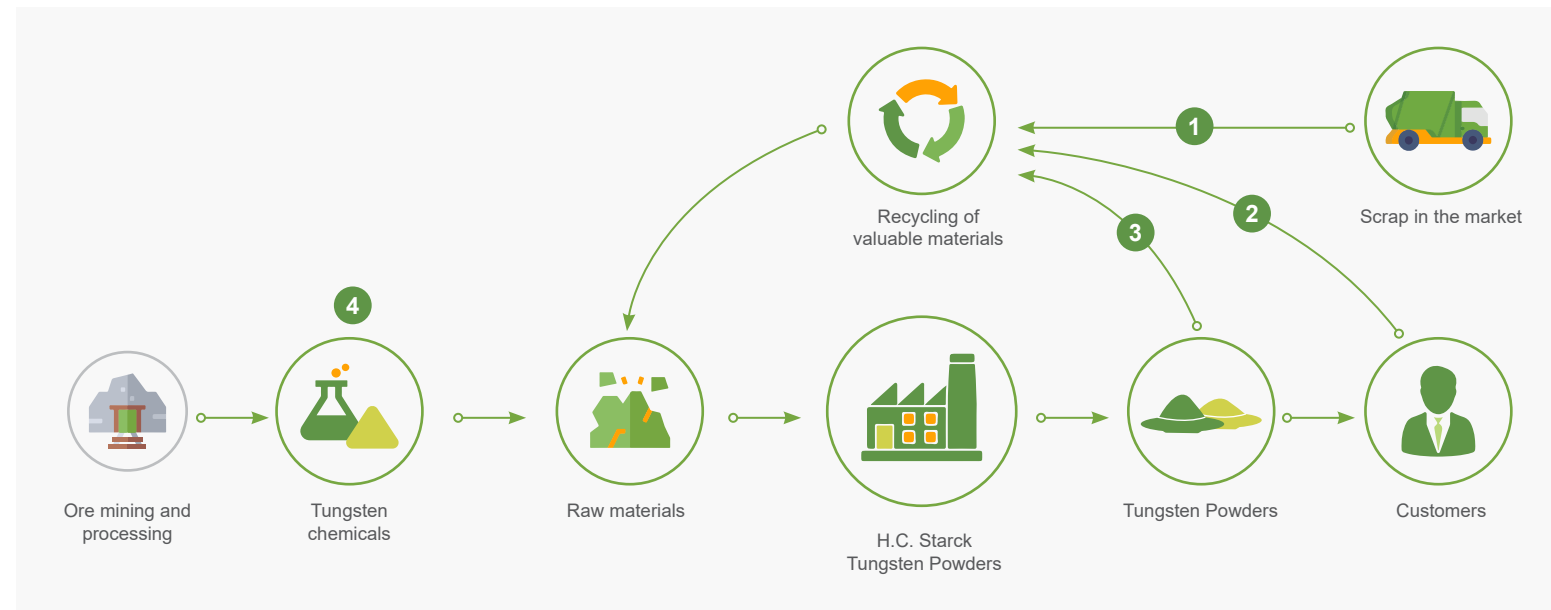 1
Recycling of
valuable materials
Scrap in the market
2
3
4
Ore mining and
processing
Tungsten
chemicals
Raw materials
H.C. Starck
Tungsten Powders
Tungsten Powders
Customers